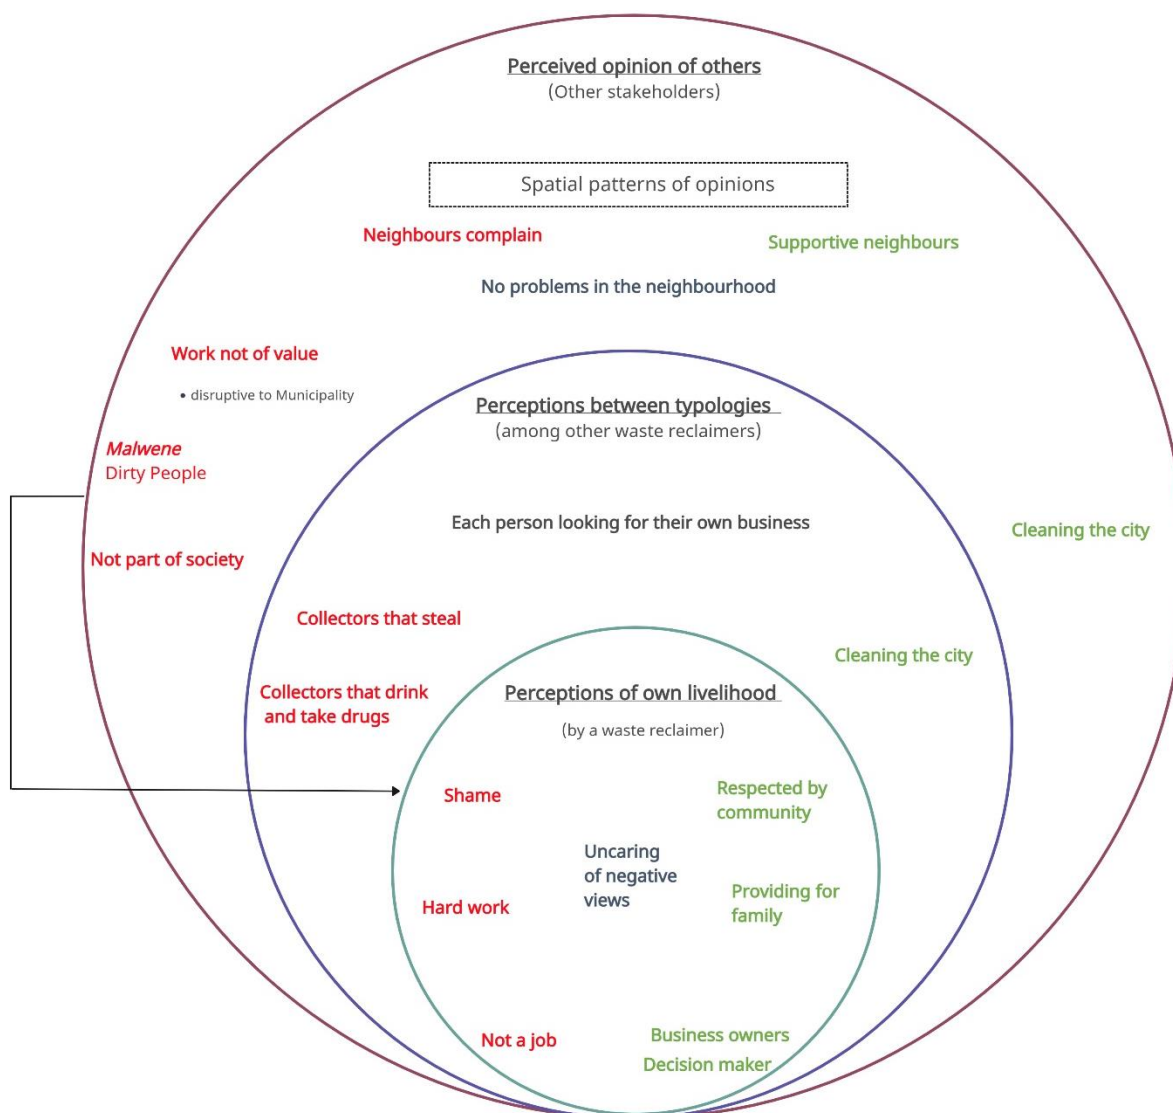 Perceived opinion of others
(Other stakeholders)
Spatial patterns of opinions
Neighbours complain
Supportive neighbours
No problems in the neighbourhood
Work not of value
• disruptive to Municipality
Malwene
Dirty People
Not part of society
Cleaning the city
Perceptions between typologies
(among other waste reclaimers)
Each person looking for their own business
Collectors that steal
Collectors that drink
and take drugs
Cleaning the city
Perceptions of own livelihood
(by a waste reclaimer)
Shame
Respected by
community
Uncaring
of negative
views
Hard work
Providing for
family
Not a job
Business owners
Decision maker